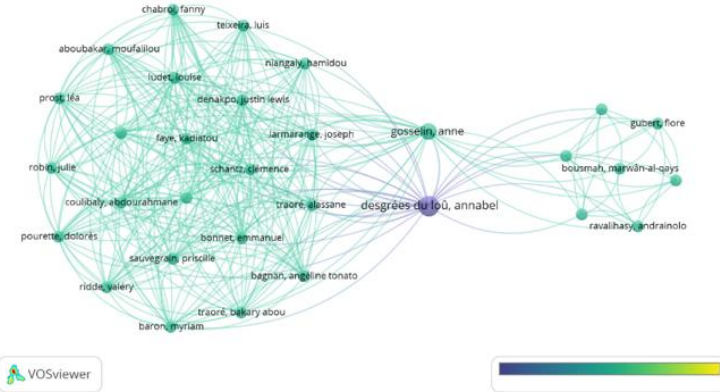 chabrol, fanny
teixeira, luis
aboubakar, moufalilou
niangaly, hamidou
ludet, louise
prost, léa
denakpo, justin lewis
gubert, flore
faye, kadiatou
larmarange, joseph
gosselin, anne
robin, julie
schantz, clémence
bousmah, marwân-al-qays
coulibaly, abdourahmane
traoré, alassane
desgrées du loû, annabel
ravalihasy, andrainolo
pourette, dolorès
bonnet, emmanuel
sauvegrain, priscille
bagnan, angéline tonato
ridde, valéry
traoré, bakary abou
baron, myriam
VOSviewer